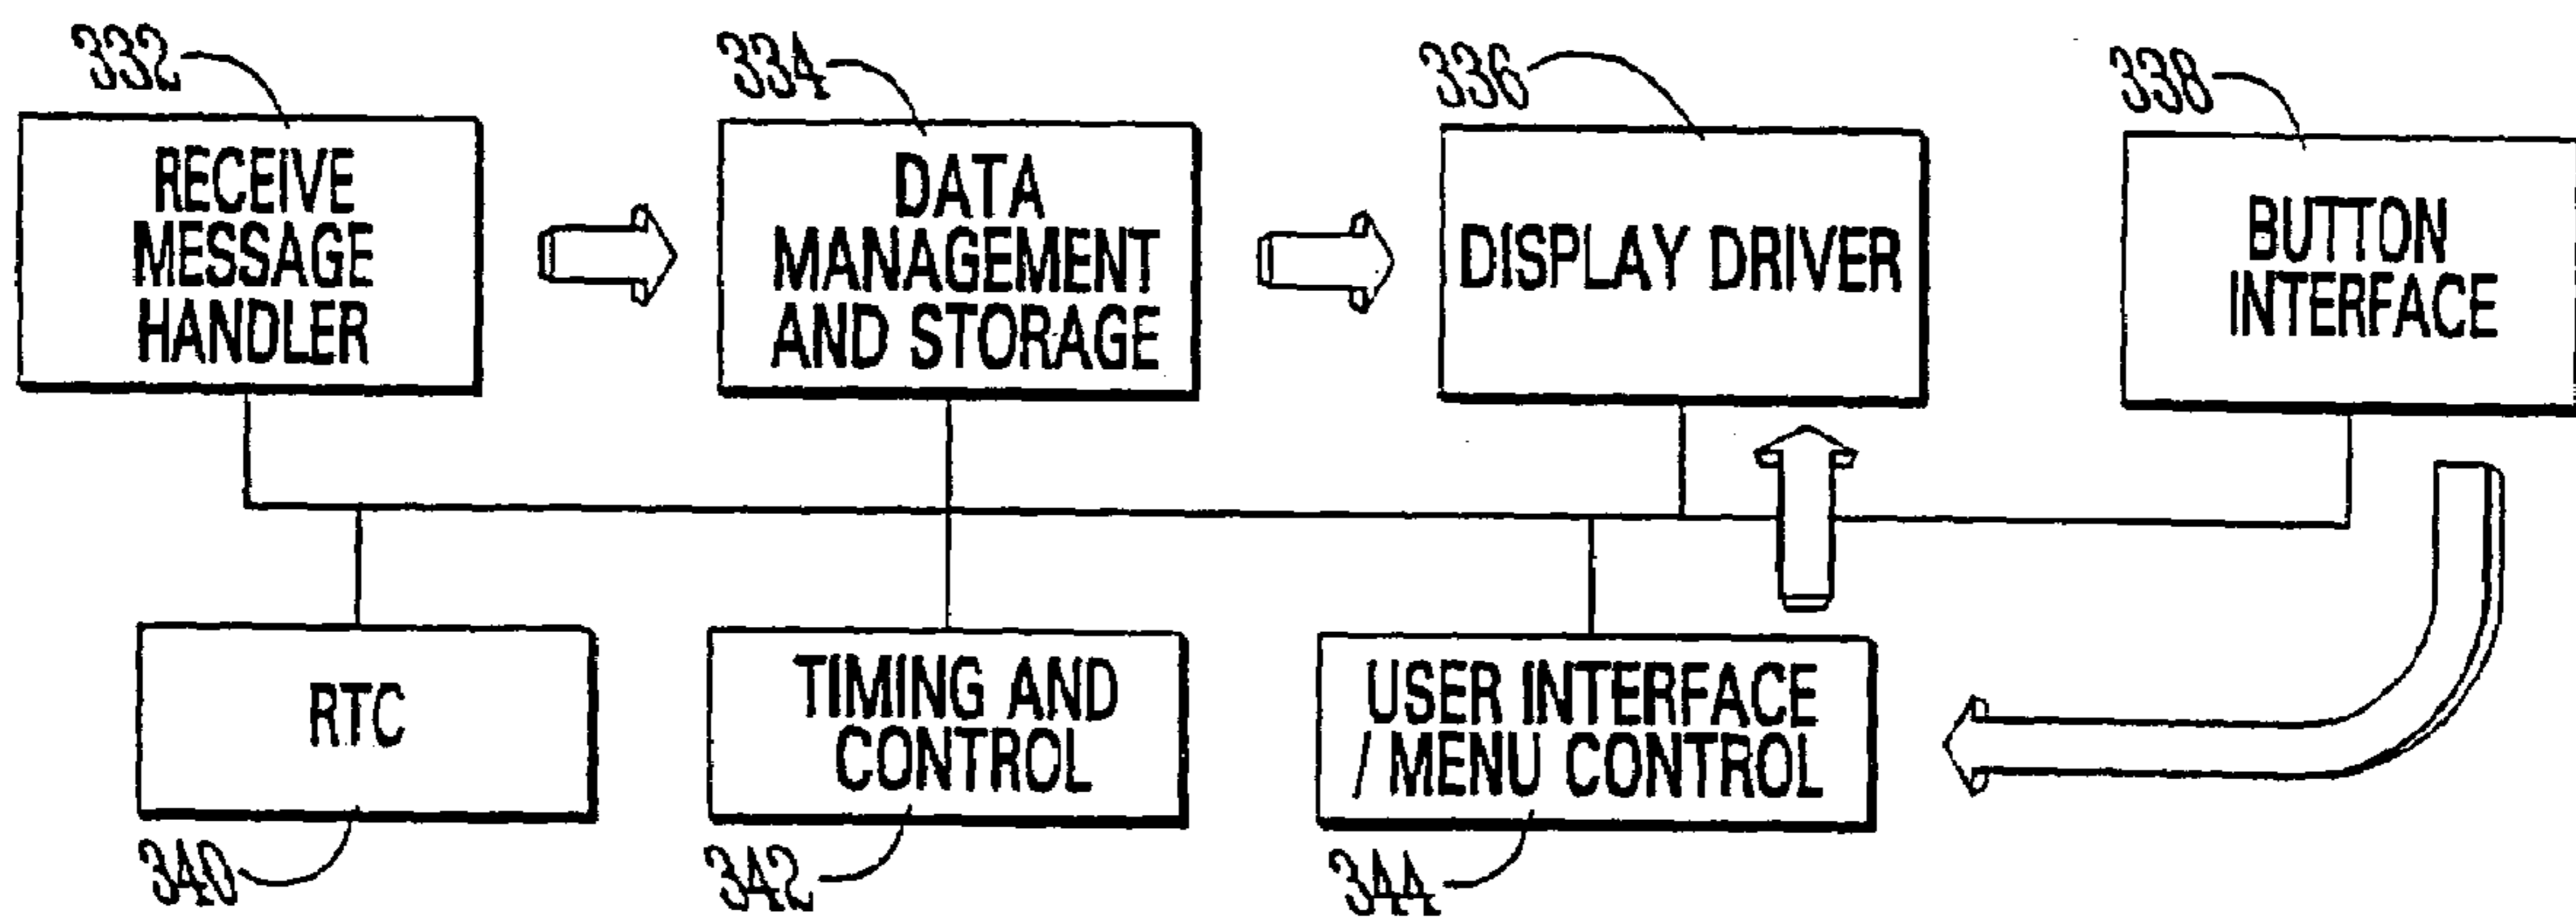 332
334
336
338
RECEIVE
MESSAGE
HANDLER
DATA
MANAGEMENT
AND STORAGE
DISPLAY DRIVER
BUTTON
INTERFACE
RTC
TIMING AND
CONTROL
USER INTERFACE
/ MENU CONTROL
340
342
344